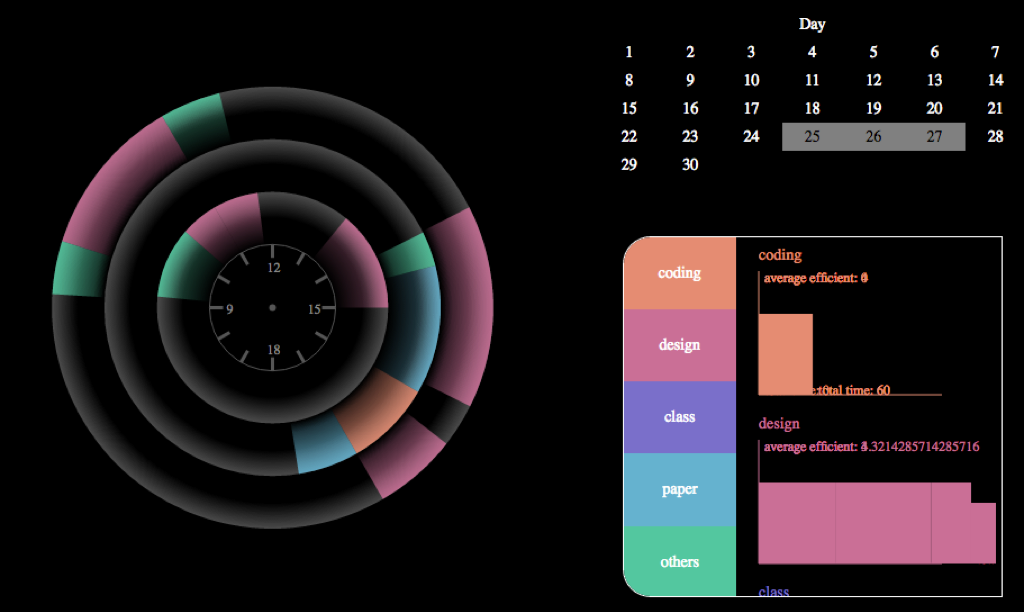 12
9
15
18
Day
1 2 3 4 5 6 7
8 9 10 11 12 13 14
15 16 17 18 19 20 21
22 23 24 25 26 27 28
29 30
coding
design
class
paper
others
coding
average efficient:
total time: 60
design
average efficient: .3214285714285716
class